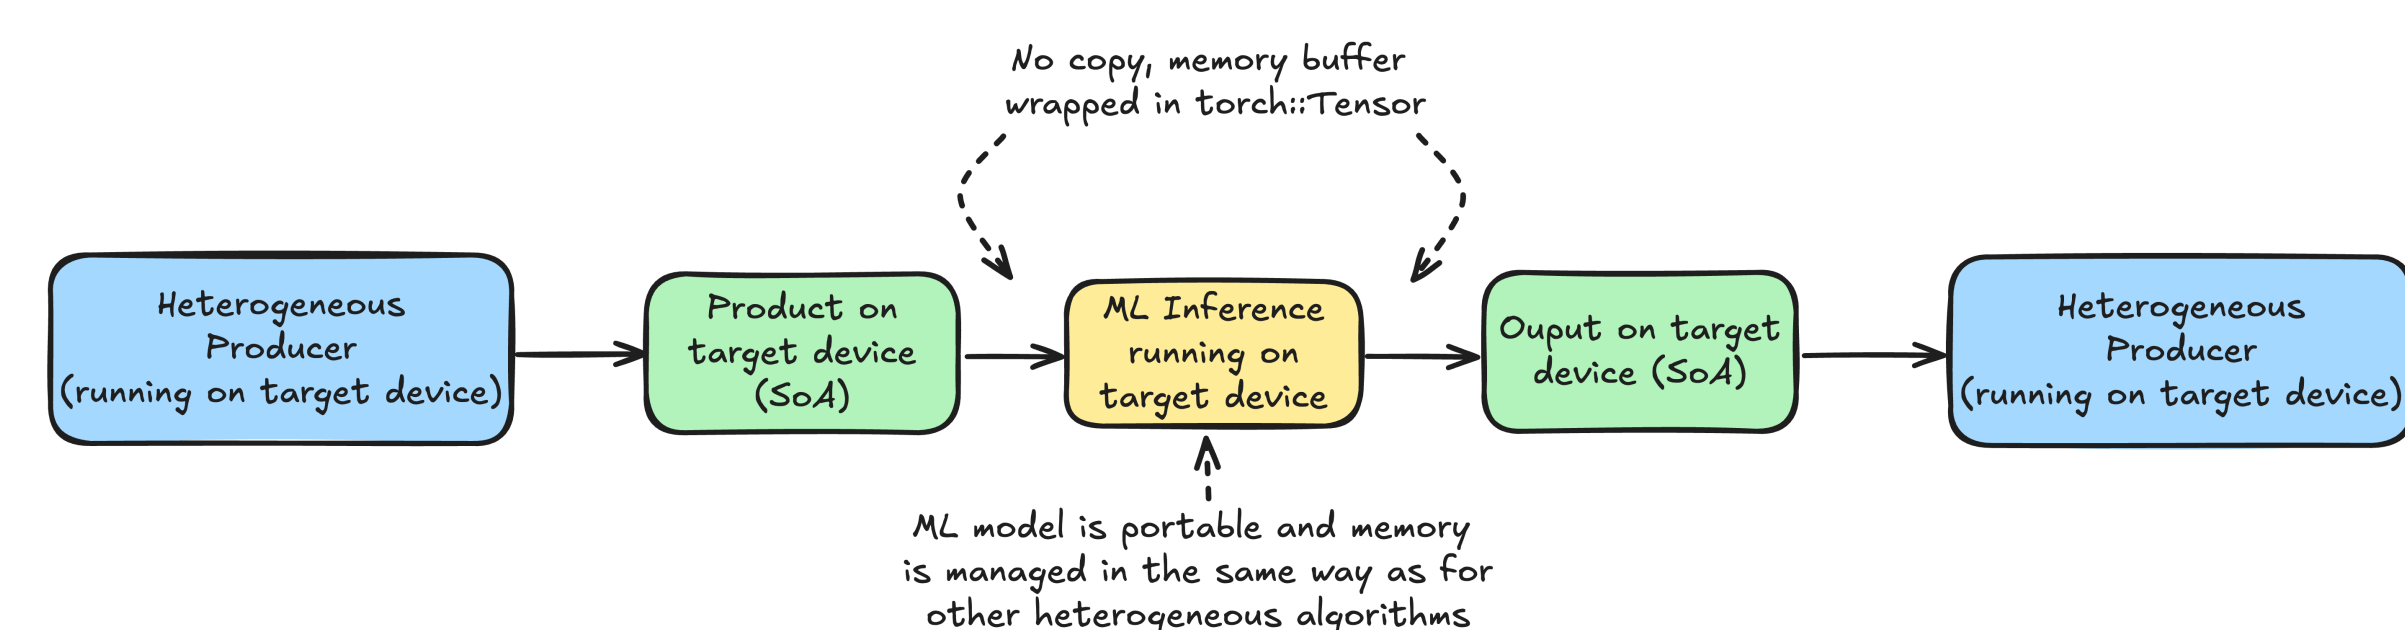 No copy, memory buffer
wrapped in torch::Tensor
Heterogeneous
Producer
(running on target device)
Product on
target device
(SoA)
ML Inference
running on
target device
Ouput on target
device (SoA)
Heterogeneous
Producer
(running on target device)
ML model is portable and memory
is managed in the same way as for
other heterogeneous algorithms